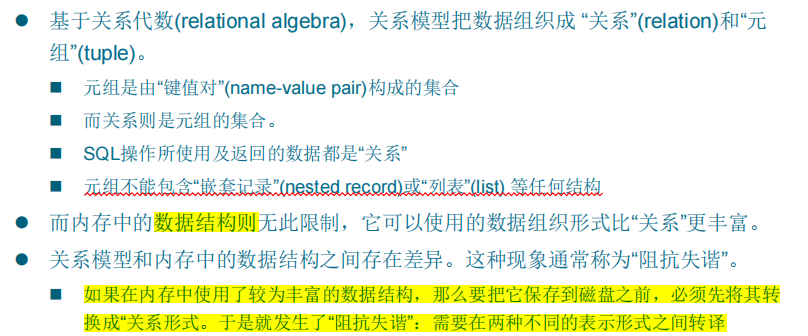 基于关系代数(relational algebra)，关系模型把数据组织成 “关系”(relation)和“元
组”(tuple)。
元组是由“键值对”(name-value pair)构成的集合
而关系则是元组的集合。
SQL操作所使用及返回的数据都是“关系”
元组不能包含“嵌套记录”(nested record)或“列表”(list) 等任何结构
而内存中的数据结构则无此限制，它可以使用的数据组织形式比“关系”更丰富。
关系模型和内存中的数据结构之间存在差异。这种现象通常称为“阻抗失谐”。
如果在内存中使用了较为丰富的数据结构，那么要把它保存到磁盘之前，必须先将其转
换成“关系形式。于是就发生了“阻抗失谐”：需要在两种不同的表示形式之间转译